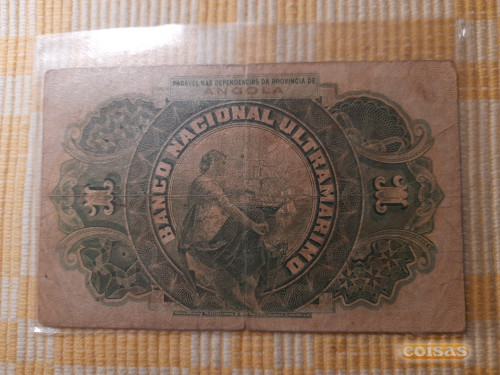 PAGAVEL NAS DEPENDENCIAS DA PROVINCIA DE
ANGOLA
BANCO NACIONAL ULTRAMARINO
1
1
coisas